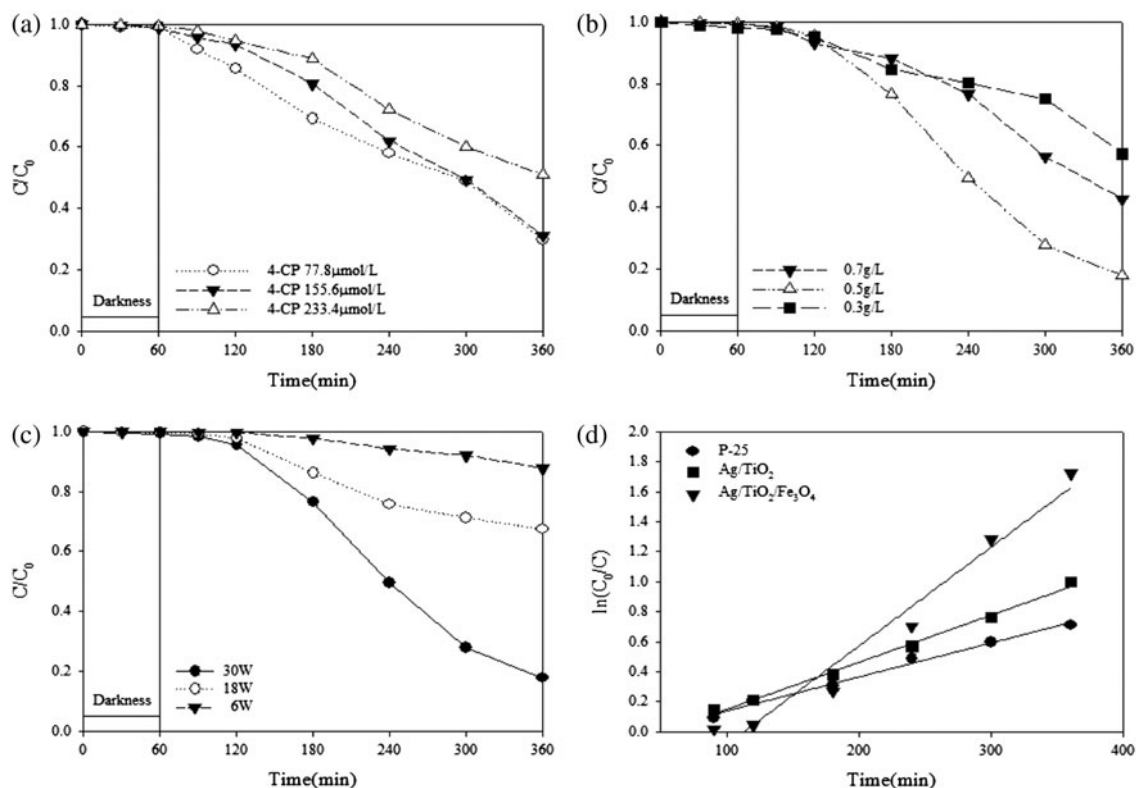 (a)
1.0
0.8
0.6
0.4
0.2
0.0
C/C₀
4-CP 77.8μmol/L
4-CP 155.6μmol/L
4-CP 233.4μmol/L
Darkness
0 60 120 180 240 300 360
Time(min)
(b)
1.0
0.8
0.6
0.4
0.2
0.0
C/C₀
0.7g/L
0.5g/L
0.3g/L
Darkness
0 60 120 180 240 300 360
Time(min)
(c)
1.0
0.8
0.6
0.4
0.2
0.0
C/C₀
30W
18W
6W
Darkness
0 60 120 180 240 300 360
Time(min)
(d)
2.0
1.8
1.6
1.4
1.2
1.0
0.8
0.6
0.4
0.2
0.0
ln(C₀/C)
P-25
Ag/TiO₂
Ag/TiO₂/Fe₃O₄
100 200 300 400
Time(min)